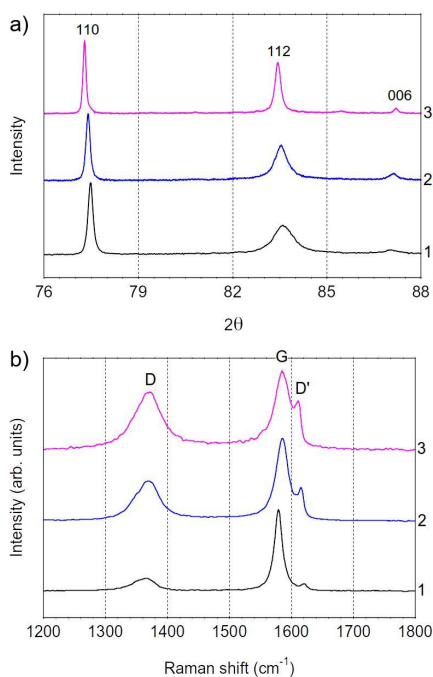 a)
110
112
006
3
2
1
Intensity
76 79 82 85 88
2θ
b)
D
G
D'
3
2
1
Intensity (arb. units)
1200 1300 1400 1500 1600 1700 1800
Raman shift (cm⁻¹)